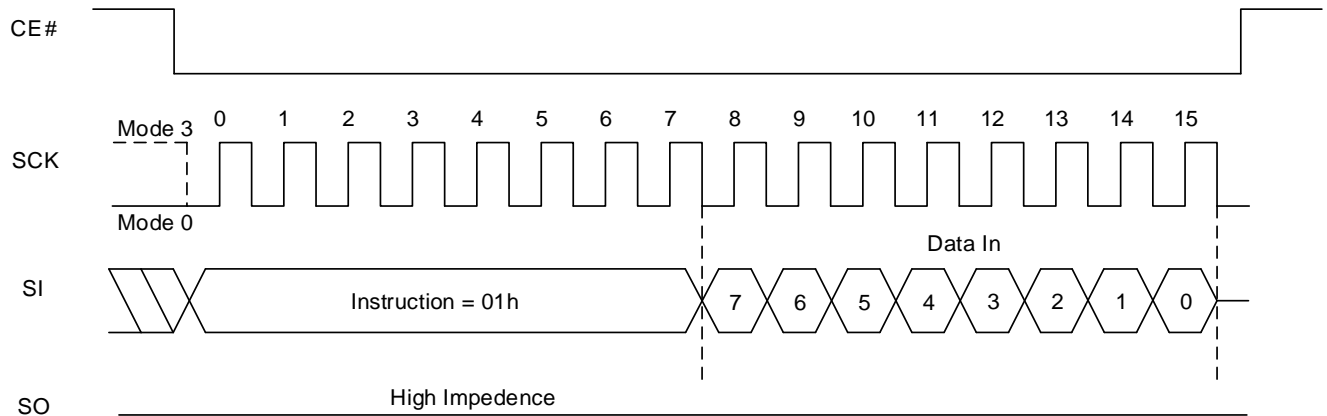 CE#
Mode 3
0 1 2 3 4 5 6 7 8 9 10 11 12 13 14 15
SCK
Mode 0
Data In
SI
Instruction = 01h
7 6 5 4 3 2 1 0
High Impedence
SO